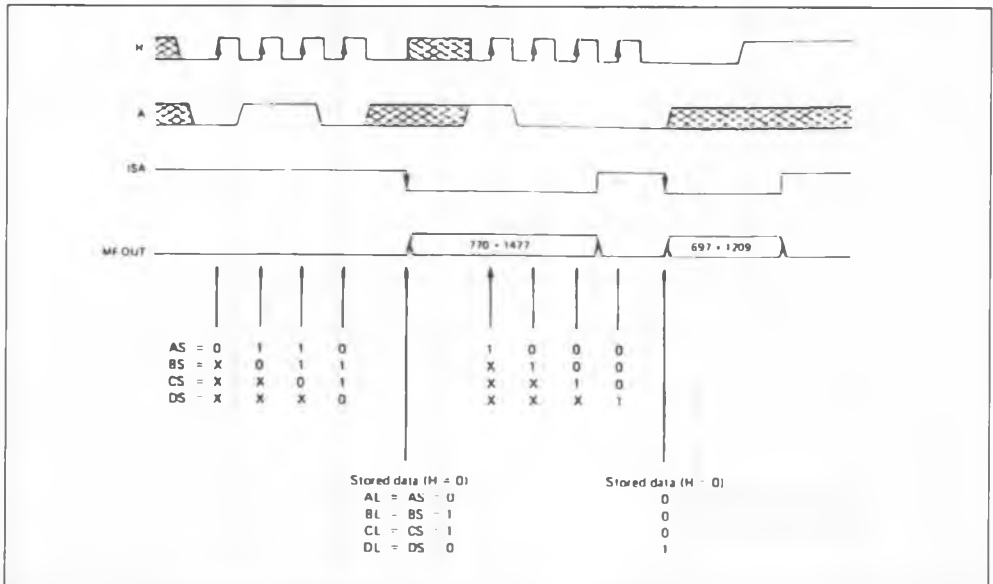 H
A
ISA
MF OUT
770 + 1477
697 + 1209
AS = 0 1 1 0 1 0 0 0
BS = X 0 1 1 X 1 0 0
CS = X X 0 1 X X 1 0
DS - X X X 0 X X X 1
Stored data (H = 0) Stored data (H - 0)
AL = AS - 0 0
BL - BS - 1 0
CL = CS - 1 0
DL = DS 0 1